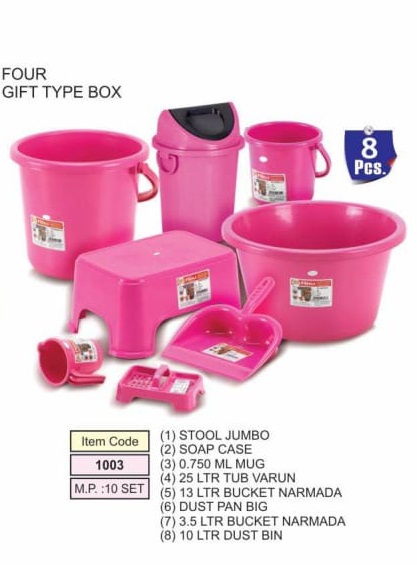 FOUR
GIFT TYPE BOX
8
Pcs.
Item Code
1003
M.P. :10 SET
(1) STOOL JUMBO
(2) SOAP CASE
(3) 0.750 ML MUG
(4) 25 LTR TUB VARUN
(5) 13 LTR BUCKET NARMADA
(6) DUST PAN BIG
(7) 3.5 LTR BUCKET NARMADA
(8) 10 LTR DUST BIN